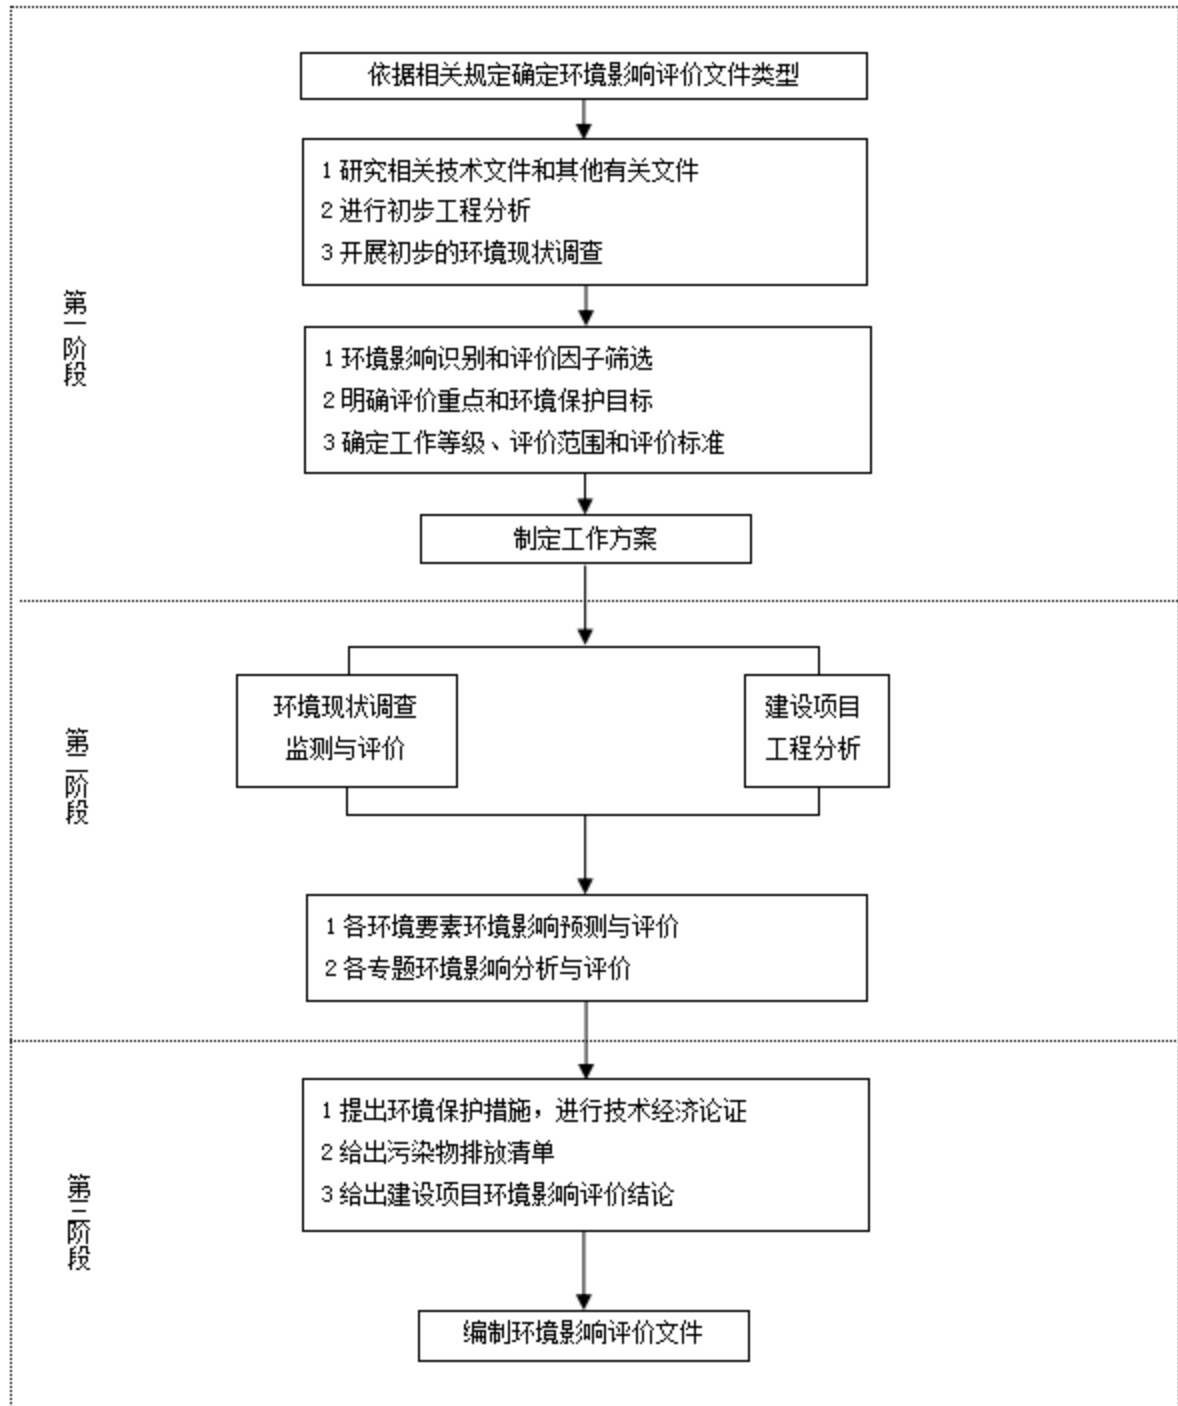 依据相关规定确定环境影响评价文件类型
1 研究相关技术文件和其他有关文件
2 进行初步工程分析
3 开展初步的环境现状调查
第一阶段
1 环境影响识别和评价因子筛选
2 明确评价重点和环境保护目标
3 确定工作等级、评价范围和评价标准
制定工作方案
第二阶段
环境现状调查
监测与评价
建设项目
工程分析
1 各环境要素环境影响预测与评价
2 各专题环境影响分析与评价
第三阶段
1 提出环境保护措施，进行技术经济论证
2 给出污染物排放清单
3 给出建设项目环境影响评价结论
编制环境影响评价文件